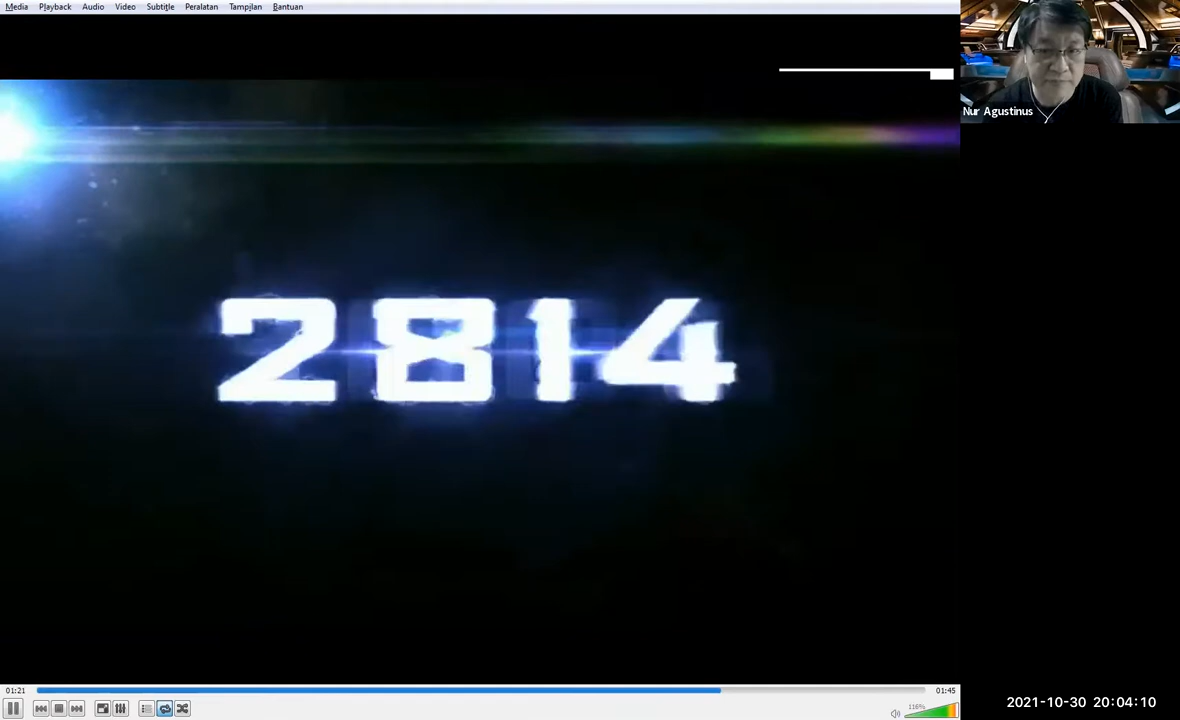 Media Playback Audio Video Subtitle Peralatan Tampilan Bantuan
Nur Agustinus
2814
01:21 01:45
116%
2021-10-30 20:04:10